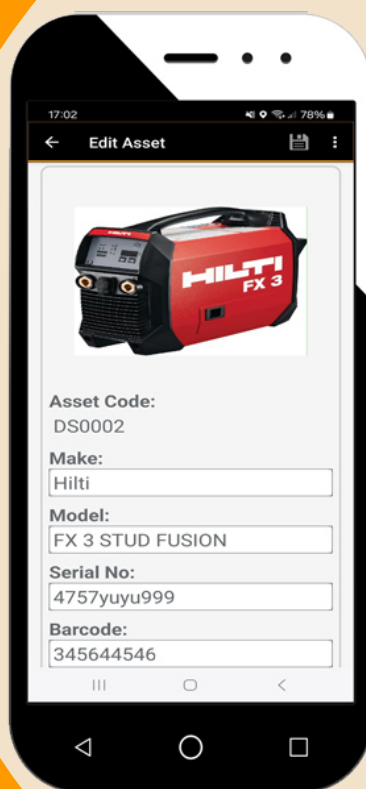 17:02 78%
Edit Asset
HILTI
HILTI
FX 3
Asset Code:
DS0002
Make:
Hilti
Model:
FX 3 STUD FUSION
Serial No:
4757yuyu999
Barcode:
345644546